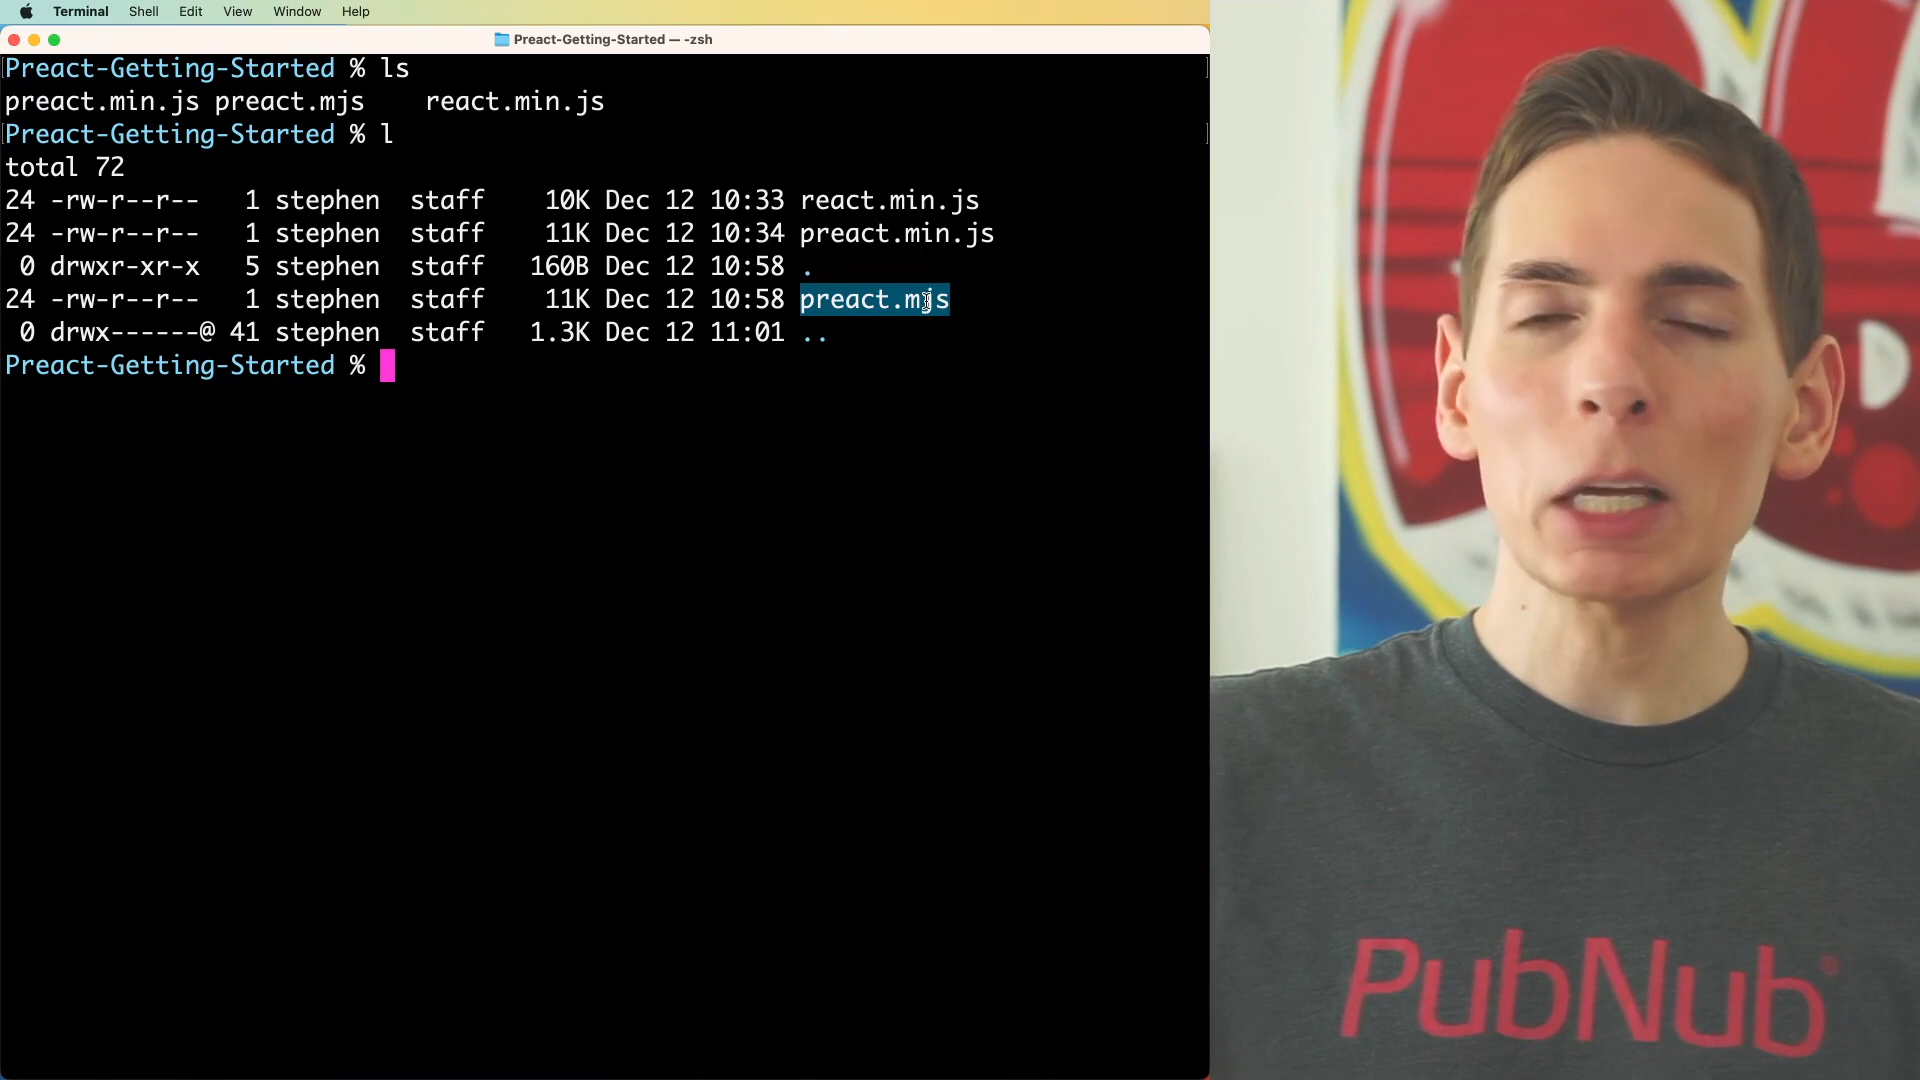 Terminal Shell Edit View Window Help
Preact-Getting-Started — -zsh
Preact-Getting-Started % ls
preact.min.js preact.mjs react.min.js
Preact-Getting-Started % l
total 72
24 -rw-r--r-- 1 stephen staff 10K Dec 12 10:33 react.min.js
24 -rw-r--r-- 1 stephen staff 11K Dec 12 10:34 preact.min.js
0 drwxr-xr-x 5 stephen staff 160B Dec 12 10:58 .
24 -rw-r--r-- 1 stephen staff 11K Dec 12 10:58 preact.mjs
0 drwx------@ 41 stephen staff 1.3K Dec 12 11:01 ..
Preact-Getting-Started %
PubNub®